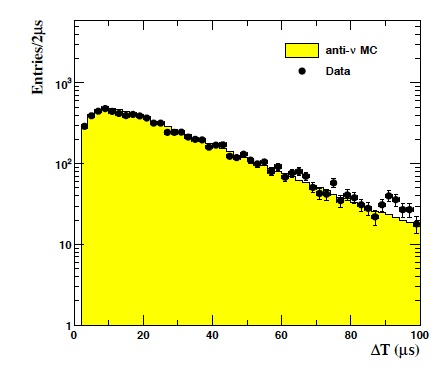 Entries/2μs
anti-ν MC
Data
10³
10²
10
1
0 20 40 60 80 100
ΔT (μs)